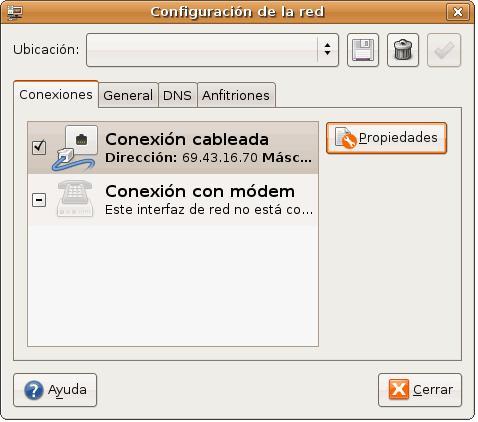 Configuración de la red
Ubicación:
Conexiones General DNS Anfitriones
Conexión cableada
Dirección: 69.43.16.70 Másc...
Propiedades
Conexión con módem
Este interfaz de red no está co...
Ayuda
Cerrar